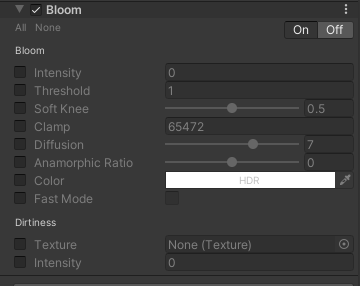 Bloom
All None On Off
Bloom
Intensity 0
Threshold 1
Soft Knee 0.5
Clamp 65472
Diffusion 7
Anamorphic Ratio 0
Color HDR
Fast Mode
Dirtiness
Texture None (Texture)
Intensity 0